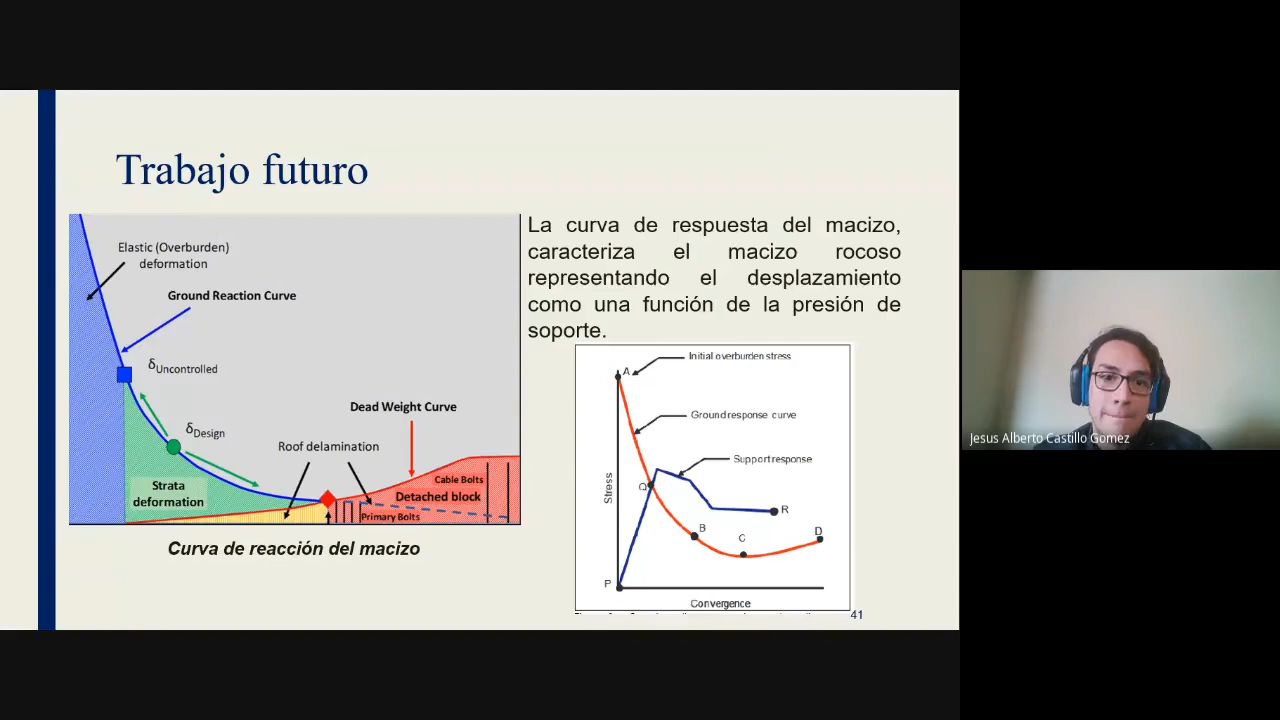 Trabajo futuro
Elastic (Overburden)
deformation
Ground Reaction Curve
δUncontrolled
δDesign
Dead Weight Curve
Roof delamination
Strata
deformation
Cable Bolts
Detached block
Primary Bolts
Curva de reacción del macizo
La curva de respuesta del macizo,
caracteriza el macizo rocoso
representando el desplazamiento
como una función de la presión de
soporte.
Initial overburden stress
A
Ground response curve
Support response
Stress
Q
R
B
C
D
P
Convergence
41
Jesus Alberto Castillo Gomez